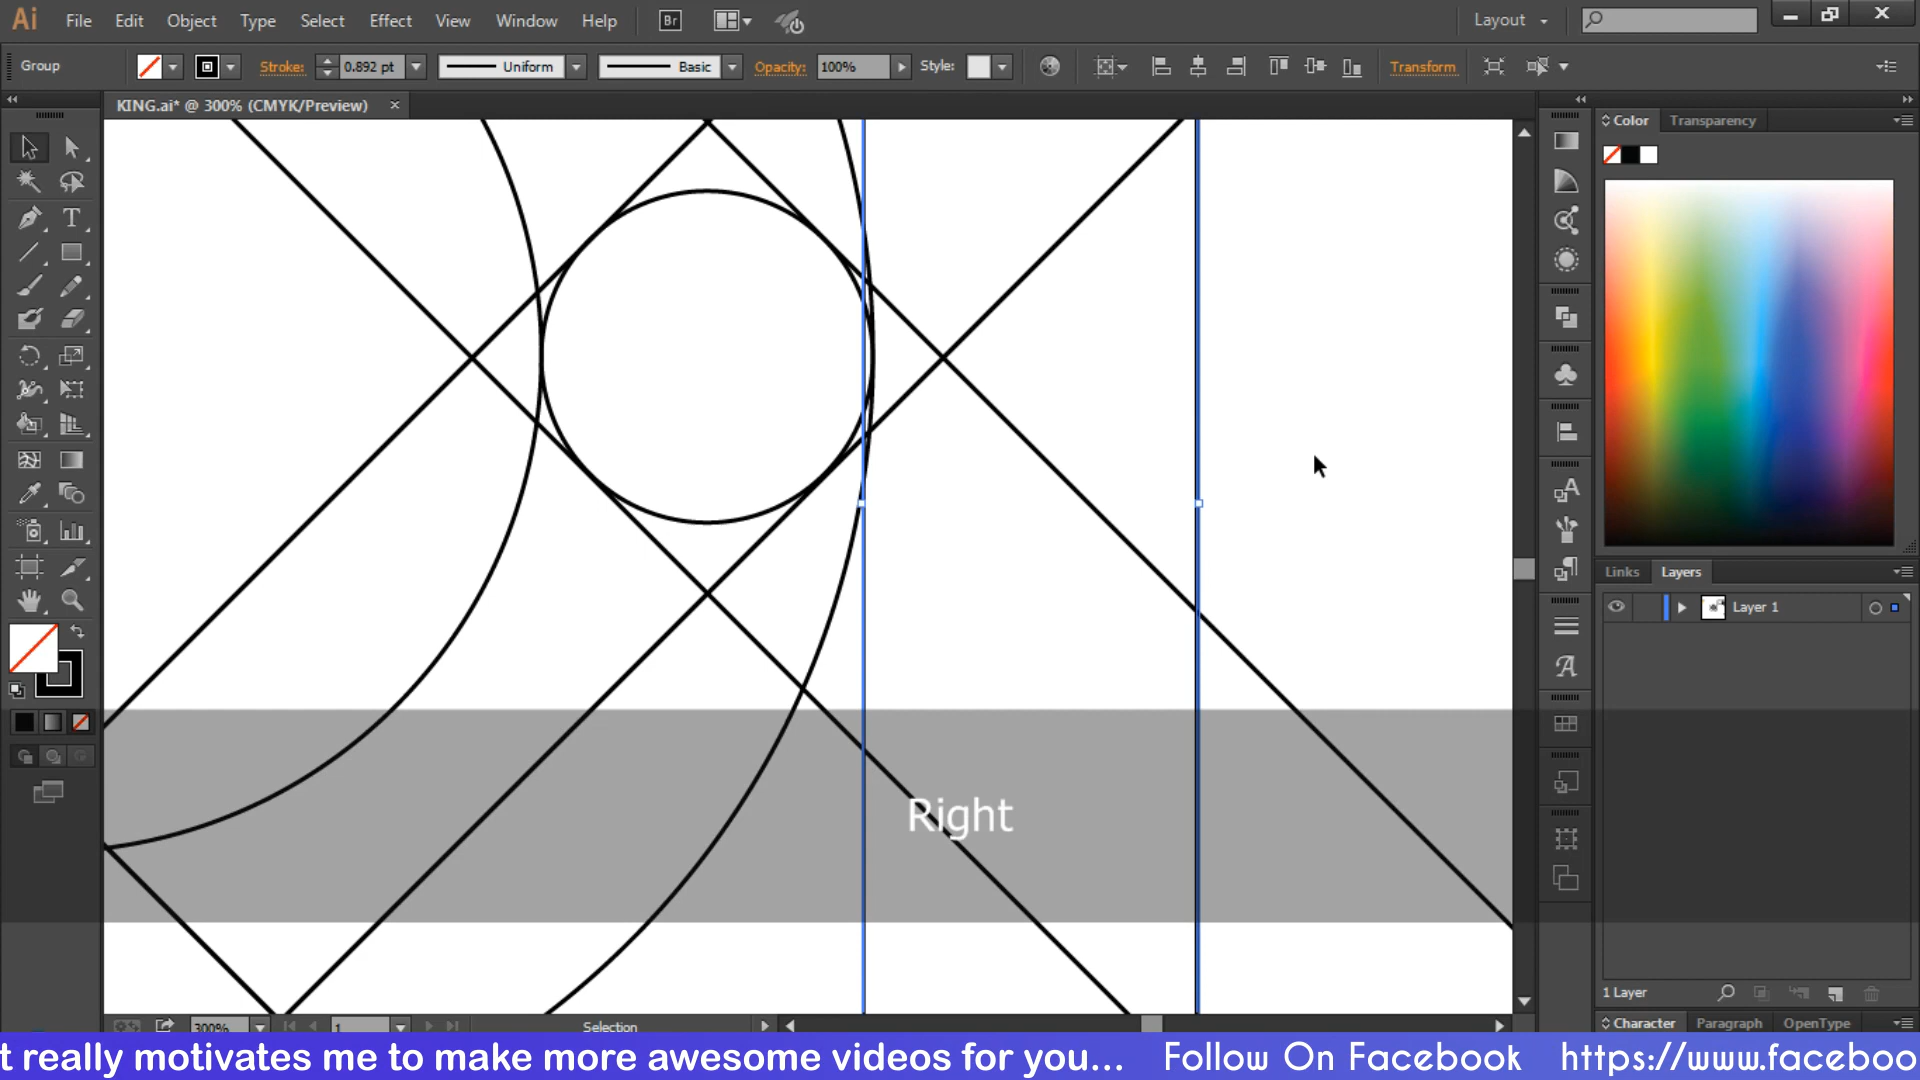 Ai File Edit Object Type Select Effect View Window Help Br Layout
Group Stroke: 0.892 pt Uniform Basic Opacity: 100% Style: Transform
KING.ai* @ 300% (CMYK/Preview) ×
Color Transparency
Links Layers
Layer 1
Right
1 Layer
300% 1 Selection
Character Paragraph OpenType
t really motivates me to make more awesome videos for you... Follow On Facebook https://www.faceboo